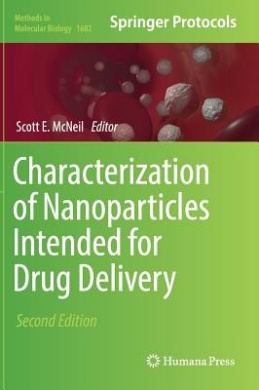 Methods in
Molecular Biology 1682
Springer Protocols
Scott E. McNeil Editor
Characterization
of Nanoparticles
Intended for
Drug Delivery
Second Edition
Humana Press